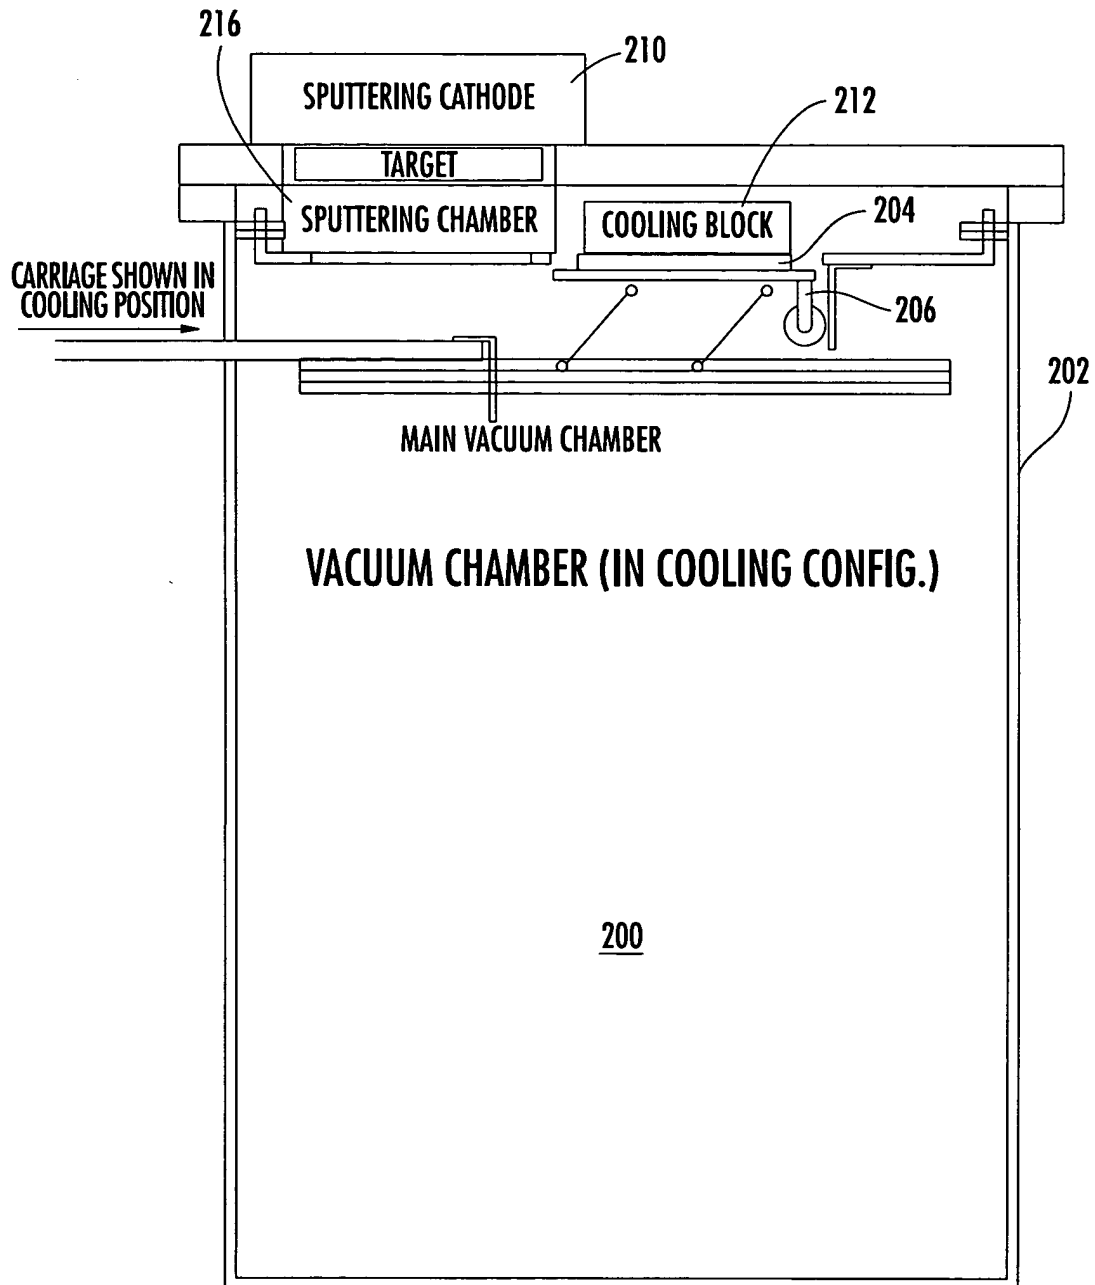 216
210
SPUTTERING CATHODE
212
TARGET
SPUTTERING CHAMBER
COOLING BLOCK
204
CARRIAGE SHOWN IN
COOLING POSITION
206
202
MAIN VACUUM CHAMBER
VACUUM CHAMBER (IN COOLING CONFIG.)
200